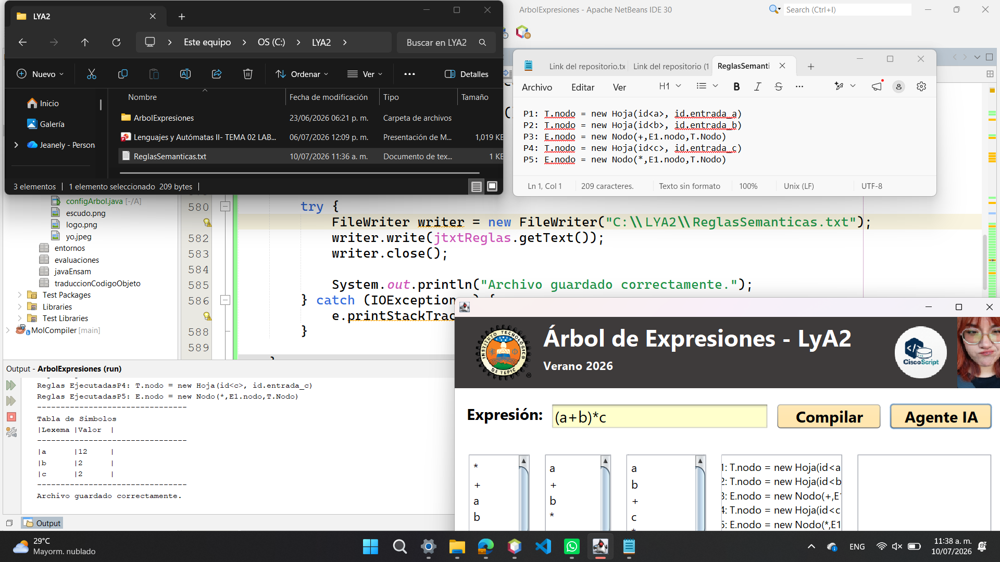 LYA2
ArbolExpresiones - Apache NetBeans IDE 30
Search (Ctrl+I)
Este equipo > OS (C:) > LYA2 >
Buscar en LYA2
Nuevo
Ordenar
Ver
Detalles
Nombre
Fecha de modificación
Tipo
Tamaño
Inicio
Galería
Jeanely - Person
ArbolExpresiones 23/06/2026 06:21 p. m. Carpeta de archivos
Lenguajes y Autómatas II- TEMA 02 LAB... 06/07/2026 12:09 p. m. Presentación de M... 1,019 KB
ReglasSemanticas.txt 10/07/2026 11:36 a. m. Documento de tex... 1 KB
3 elementos | 1 elemento seleccionado 209 bytes |
Link del repositorio.tx
Link del repositorio (1
ReglasSemanti
Archivo
Editar
Ver
H1
B
I
S
P1: T.nodo = new Hoja(id<a>, id.entrada_a)
P2: T.nodo = new Hoja(id<b>, id.entrada_b)
P3: E.nodo = new Nodo(+,E1.nodo,T.Nodo)
P4: T.nodo = new Hoja(id<c>, id.entrada_c)
P5: E.nodo = new Nodo(*,E1.nodo,T.Nodo)
Ln 1, Col 1
209 caracteres.
Texto sin formato
100%
Unix (LF)
UTF-8
configArbol.java [-/A]
escudo.png
logo.png
yo.jpeg
entornos
evaluaciones
javaEnsam
traduccionCodigoObjeto
Test Packages
Libraries
Test Libraries
MolCompiler [main]
580 try {
FileWriter writer = new FileWriter("C:\\LYA2\\ReglasSemanticas.txt");
582 writer.write(jtxtReglas.getText());
583 writer.close();
584
585 System.out.println("Archivo guardado correctamente.");
586 } catch (IOException
e.printStackTrac
588 }
589
Output - ArbolExpresiones (run)
Reglas EjecutadasP4: T.nodo = new Hoja(id<c>, id.entrada_c)
Reglas EjecutadasP5: E.nodo = new Nodo(*,E1.nodo,T.Nodo)
--------------------------------
Tabla de Simbolos
|Lexema |Valor |
--------------------------------
|a |12 |
|b |2 |
|c |2 |
--------------------------------
Archivo guardado correctamente.
Output
INSTITUTO TECNOLÓGICO
DE TEPIC
Árbol de Expresiones - LyA2
Verano 2026
CiscoScript
Expresión:
(a+b)*c
Compilar
Agente IA
*
+
a
b
a
+
b
*
a
b
+
c
1: T.nodo = new Hoja(id<a
2: T.nodo = new Hoja(id<b
3: E.nodo = new Nodo(+,E1
4: T.nodo = new Hoja(id<c
5: E.nodo = new Nodo(*,E1
29°C
Mayorm. nublado
ENG
11:38 a. m.
10/07/2026